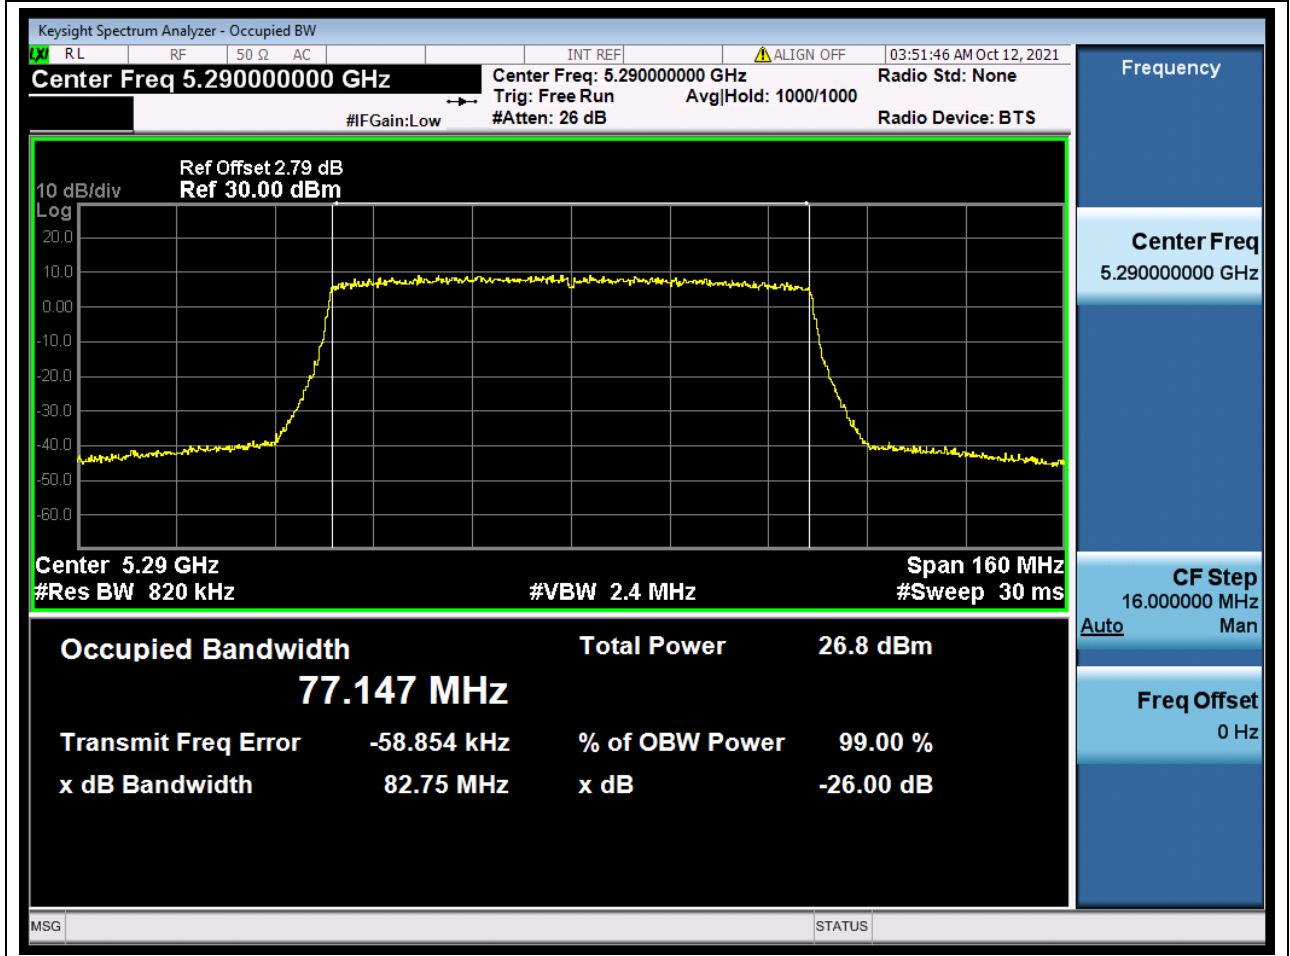 Keysight Spectrum Analyzer - Occupied BW
LXI RL RF 50 Ω AC INT REF ALIGN OFF 03:51:46 AM Oct 12, 2021
Center Freq 5.290000000 GHz
Center Freq: 5.290000000 GHz Radio Std: None
Trig: Free Run Avg|Hold: 1000/1000
#IFGain:Low #Atten: 26 dB Radio Device: BTS
Ref Offset 2.79 dB
10 dB/div Ref 30.00 dBm
Log
20.0
10.0
0.00
-10.0
-20.0
-30.0
-40.0
-50.0
-60.0
Center 5.29 GHz Span 160 MHz
#Res BW 820 kHz #VBW 2.4 MHz #Sweep 30 ms
Occupied Bandwidth Total Power 26.8 dBm
77.147 MHz
Transmit Freq Error -58.854 kHz % of OBW Power 99.00 %
x dB Bandwidth 82.75 MHz x dB -26.00 dB
Frequency
Center Freq
5.290000000 GHz
CF Step
16.000000 MHz
Auto Man
Freq Offset
0 Hz
MSG STATUS